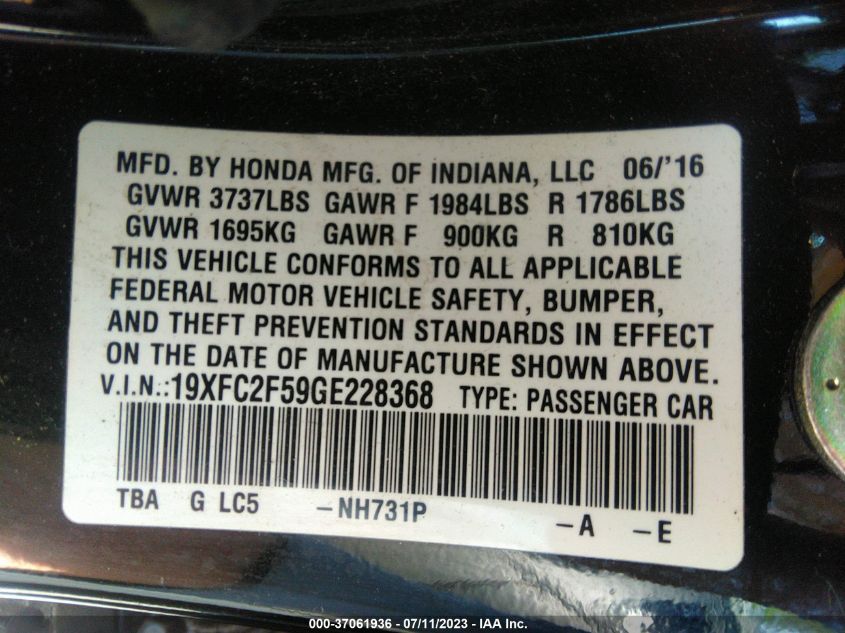 MFD. BY HONDA MFG. OF INDIANA, LLC 06/'16
GVWR 3737LBS GAWR F 1984LBS R 1786LBS
GVWR 1695KG GAWR F 900KG R 810KG
THIS VEHICLE CONFORMS TO ALL APPLICABLE
FEDERAL MOTOR VEHICLE SAFETY, BUMPER,
AND THEFT PREVENTION STANDARDS IN EFFECT
ON THE DATE OF MANUFACTURE SHOWN ABOVE.
V.I.N.:19XFC2F59GE228368 TYPE: PASSENGER CAR
TBA G LC5 -NH731P -A -E
000-37061936 - 07/11/2023 - IAA Inc.